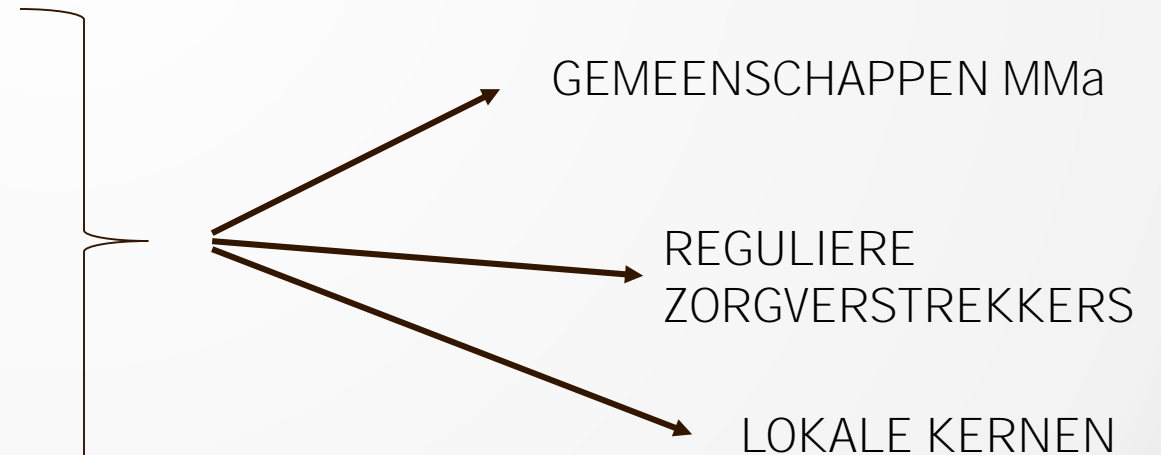 GEMEENSCHAPPEN MMa
REGULIERE
ZORGVERSTREKKERS
LOKALE KERNEN